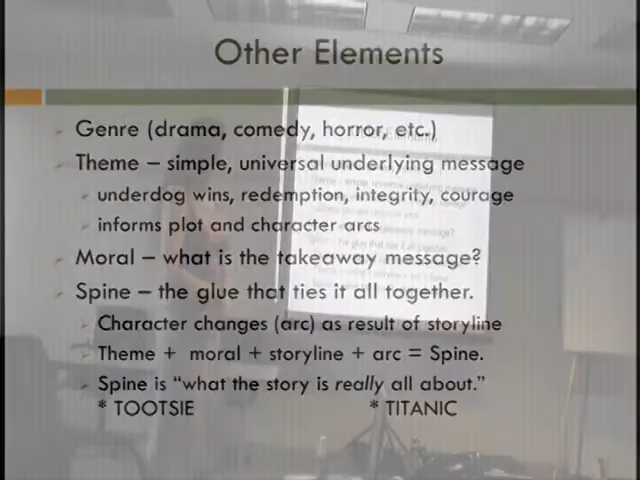 Other Elements
Genre (drama, comedy, horror, etc.)
Theme – simple, universal underlying message
underdog wins, redemption, integrity, courage
informs plot and character arcs
Moral – what is the takeaway message?
Spine – the glue that ties it all together.
Character changes (arc) as result of storyline
Theme + moral + storyline + arc = Spine.
Spine is “what the story is really all about.”
* TOOTSIE * TITANIC